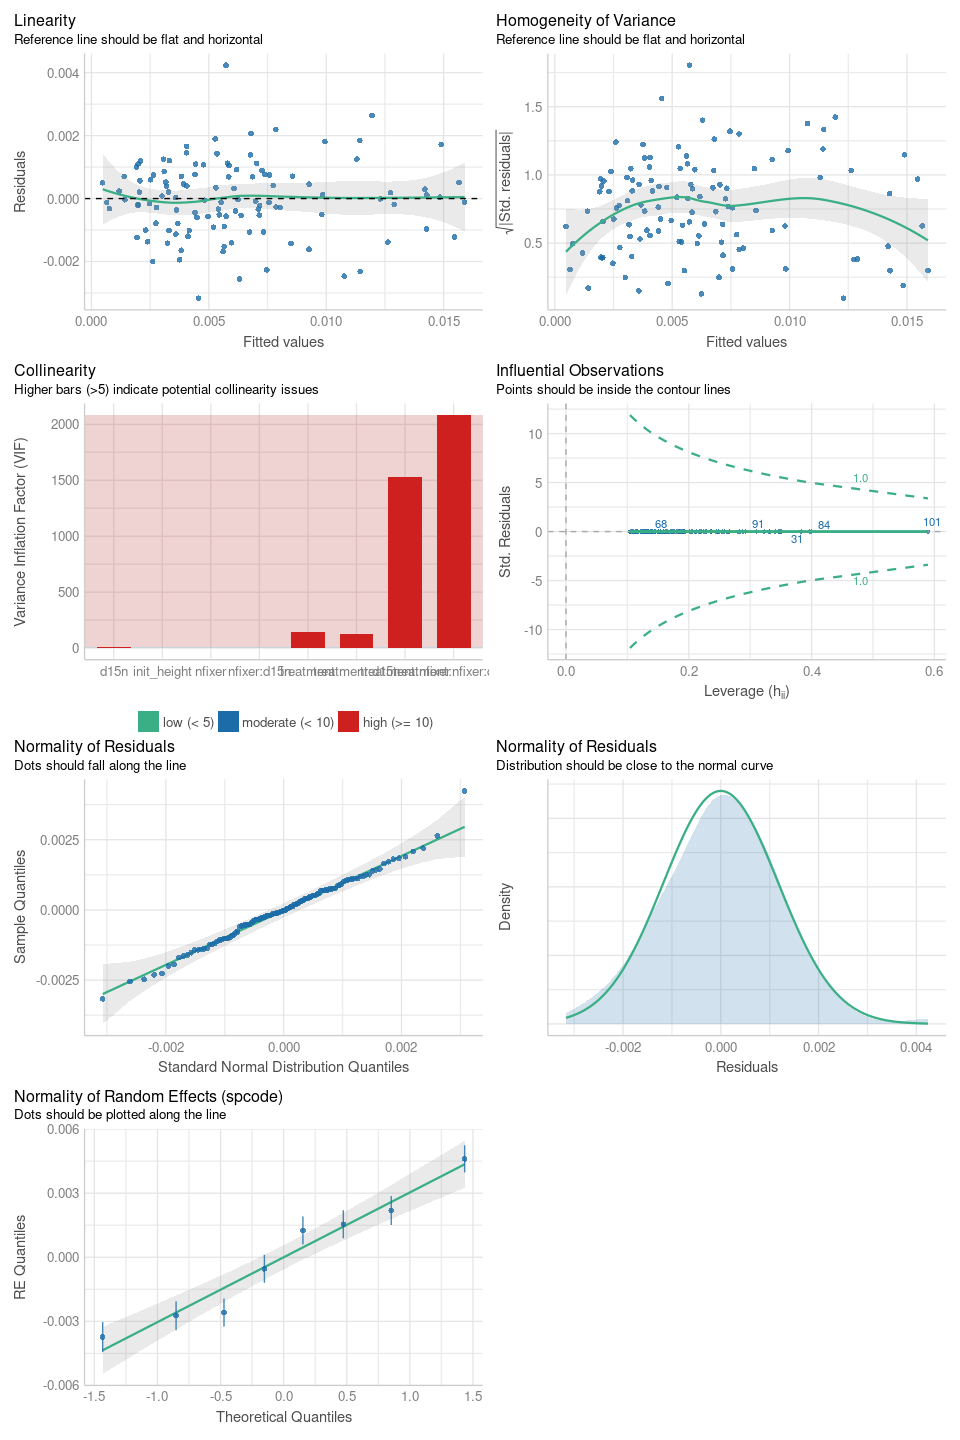 Linearity
Reference line should be flat and horizontal
0.004
0.002
0.000
-0.002
0.000
0.005
0.010
0.015
Fitted values
Residuals
Homogeneity of Variance
Reference line should be flat and horizontal
1.5
1.0
0.5
0.000
0.005
0.010
0.015
Fitted values
√|Std. residuals|
Collinearity
Higher bars (>5) indicate potential collinearity issues
2000
1500
1000
500
0
Variance Inflation Factor (VIF)
d15n
init_height
nfixer
nfixer:d15n
low (< 5)
moderate (< 10)
high (>= 10)
Influential Observations
Points should be inside the contour lines
10
5
0
-5
-10
0.0
0.2
0.4
0.6
1.0
68
91
31
84
101
1.0
Leverage (hii)
Std. Residuals
Normality of Residuals
Dots should fall along the line
0.0025
0.0000
-0.0025
-0.002
0.000
0.002
Standard Normal Distribution Quantiles
Sample Quantiles
Normality of Residuals
Distribution should be close to the normal curve
Density
-0.002
0.000
0.002
0.004
Residuals
Normality of Random Effects (spcode)
Dots should be plotted along the line
0.006
0.003
0.000
-0.003
-0.006
-1.5
-1.0
-0.5
0.0
0.5
1.0
1.5
Theoretical Quantiles
RE Quantiles